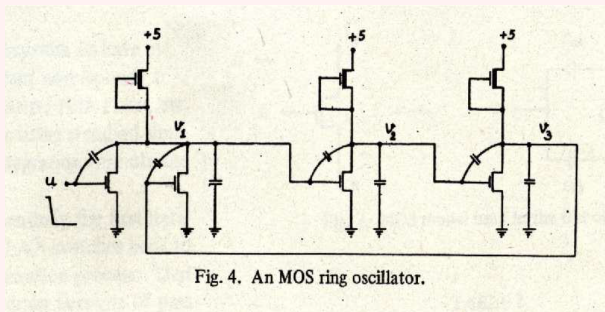 +5 +5 +5
V1 V2 V3
u
Fig. 4. An MOS ring oscillator.